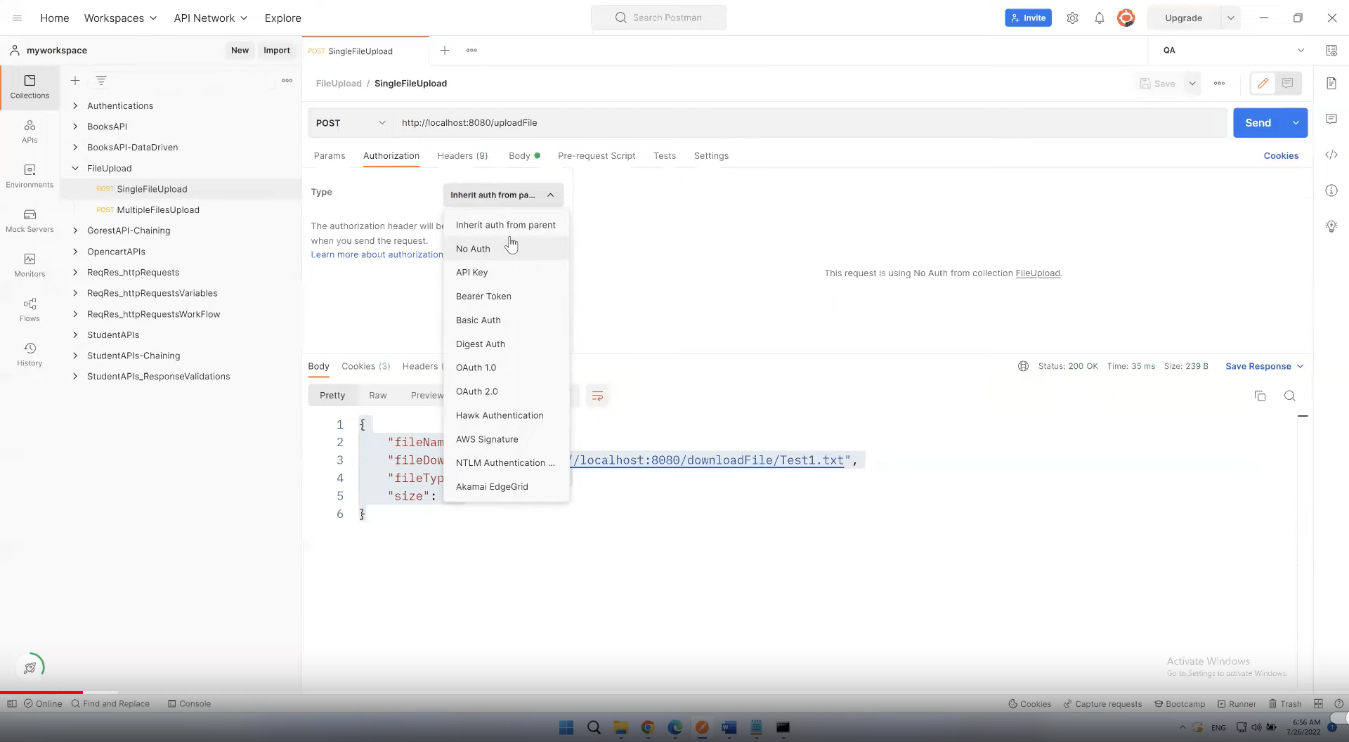 Home Workspaces API Network Explore Search Postman Invite Upgrade
myworkspace New Import POST SingleFileUpload QA
Collections
APIs
Environments
Mock Servers
Monitors
Flows
History
Authentications
BooksAPI
BooksAPI-DataDriven
FileUpload
POST SingleFileUpload
POST MultipleFilesUpload
GorestAPI-Chaining
OpencartAPIs
ReqRes_httpRequests
ReqRes_httpRequestsVariables
ReqRes_httpRequestsWorkFlow
StudentAPIs
StudentAPIs-Chaining
StudentAPIs_ResponseValidations
FileUpload / SingleFileUpload Save
POST http://localhost:8080/uploadFile Send
Params Authorization Headers (9) Body Pre-request Script Tests Settings Cookies
Type Inherit auth from pa...
The authorization header will be
when you send the request.
Learn more about authorization
Inherit auth from parent
No Auth
API Key
Bearer Token
Basic Auth
Digest Auth
OAuth 1.0
OAuth 2.0
Hawk Authentication
AWS Signature
NTLM Authentication ...
Akamai EdgeGrid
This request is using No Auth from collection FileUpload.
Body Cookies (3) Headers ( Status: 200 OK Time: 35 ms Size: 239 B Save Response
Pretty Raw Preview
1 {
2 "fileNam
3 "fileDow //localhost:8080/downloadFile/Test1.txt",
4 "fileTyp
5 "size":
6 }
Activate Windows
Go to Settings to activate Windows.
Online Find and Replace Console Cookies Capture requests Bootcamp Runner Trash
ENG 6:56 AM
7/26/2022